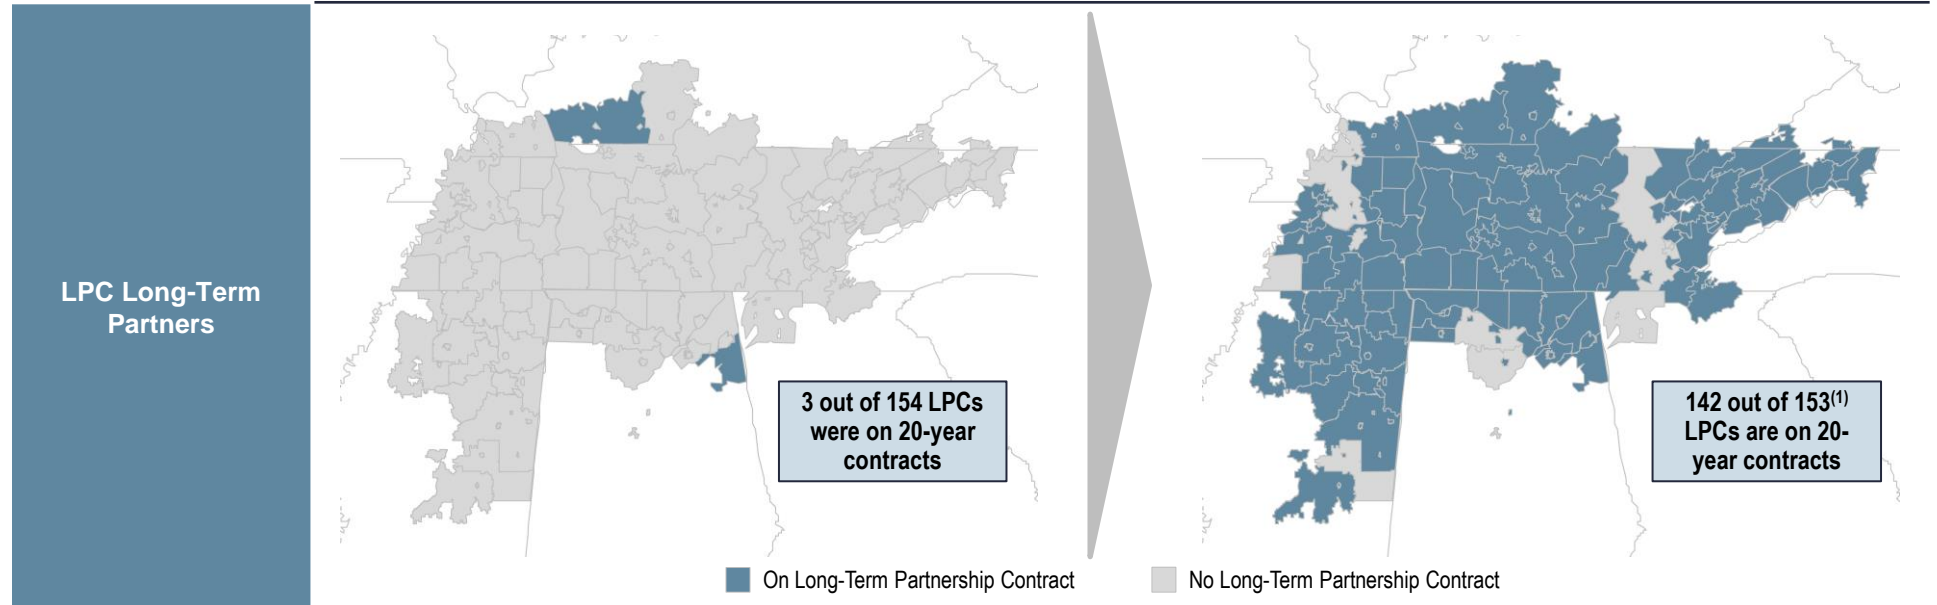 LPC Long-Term
Partners
3 out of 154 LPCs
were on 20-year
contracts
142 out of 153(1)
LPCs are on 20-
year contracts
On Long-Term Partnership Contract
No Long-Term Partnership Contract